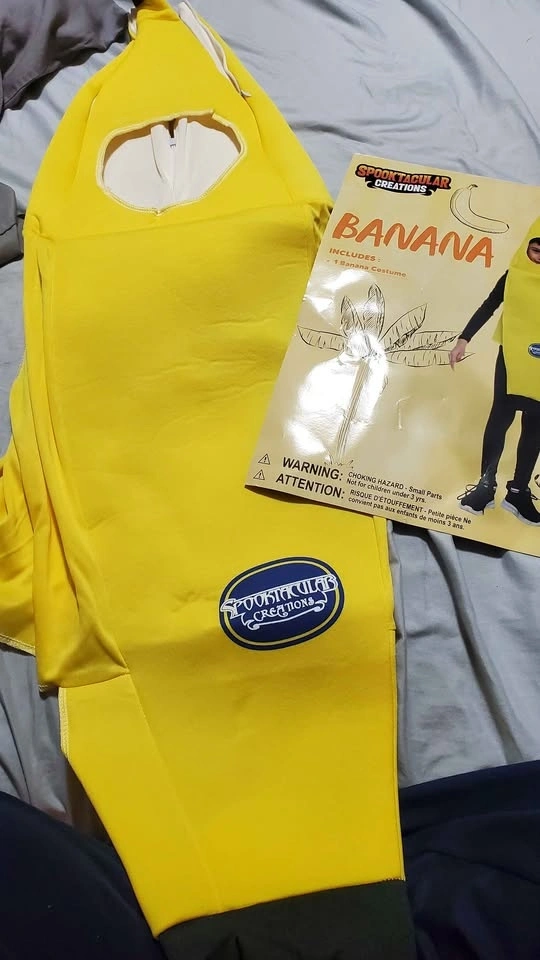 SPOOKTACULAR
CREATIONS
BANANA
INCLUDES :
- 1 Banana Costume
WARNING: CHOKING HAZARD - Small Parts
Not for children under 3 yrs.
ATTENTION: RISQUE D'ÉTOUFFEMENT - Petite pièce Ne
convient pas aux enfants de moins 3 ans.
SPOOKTACULAR
CREATIONS